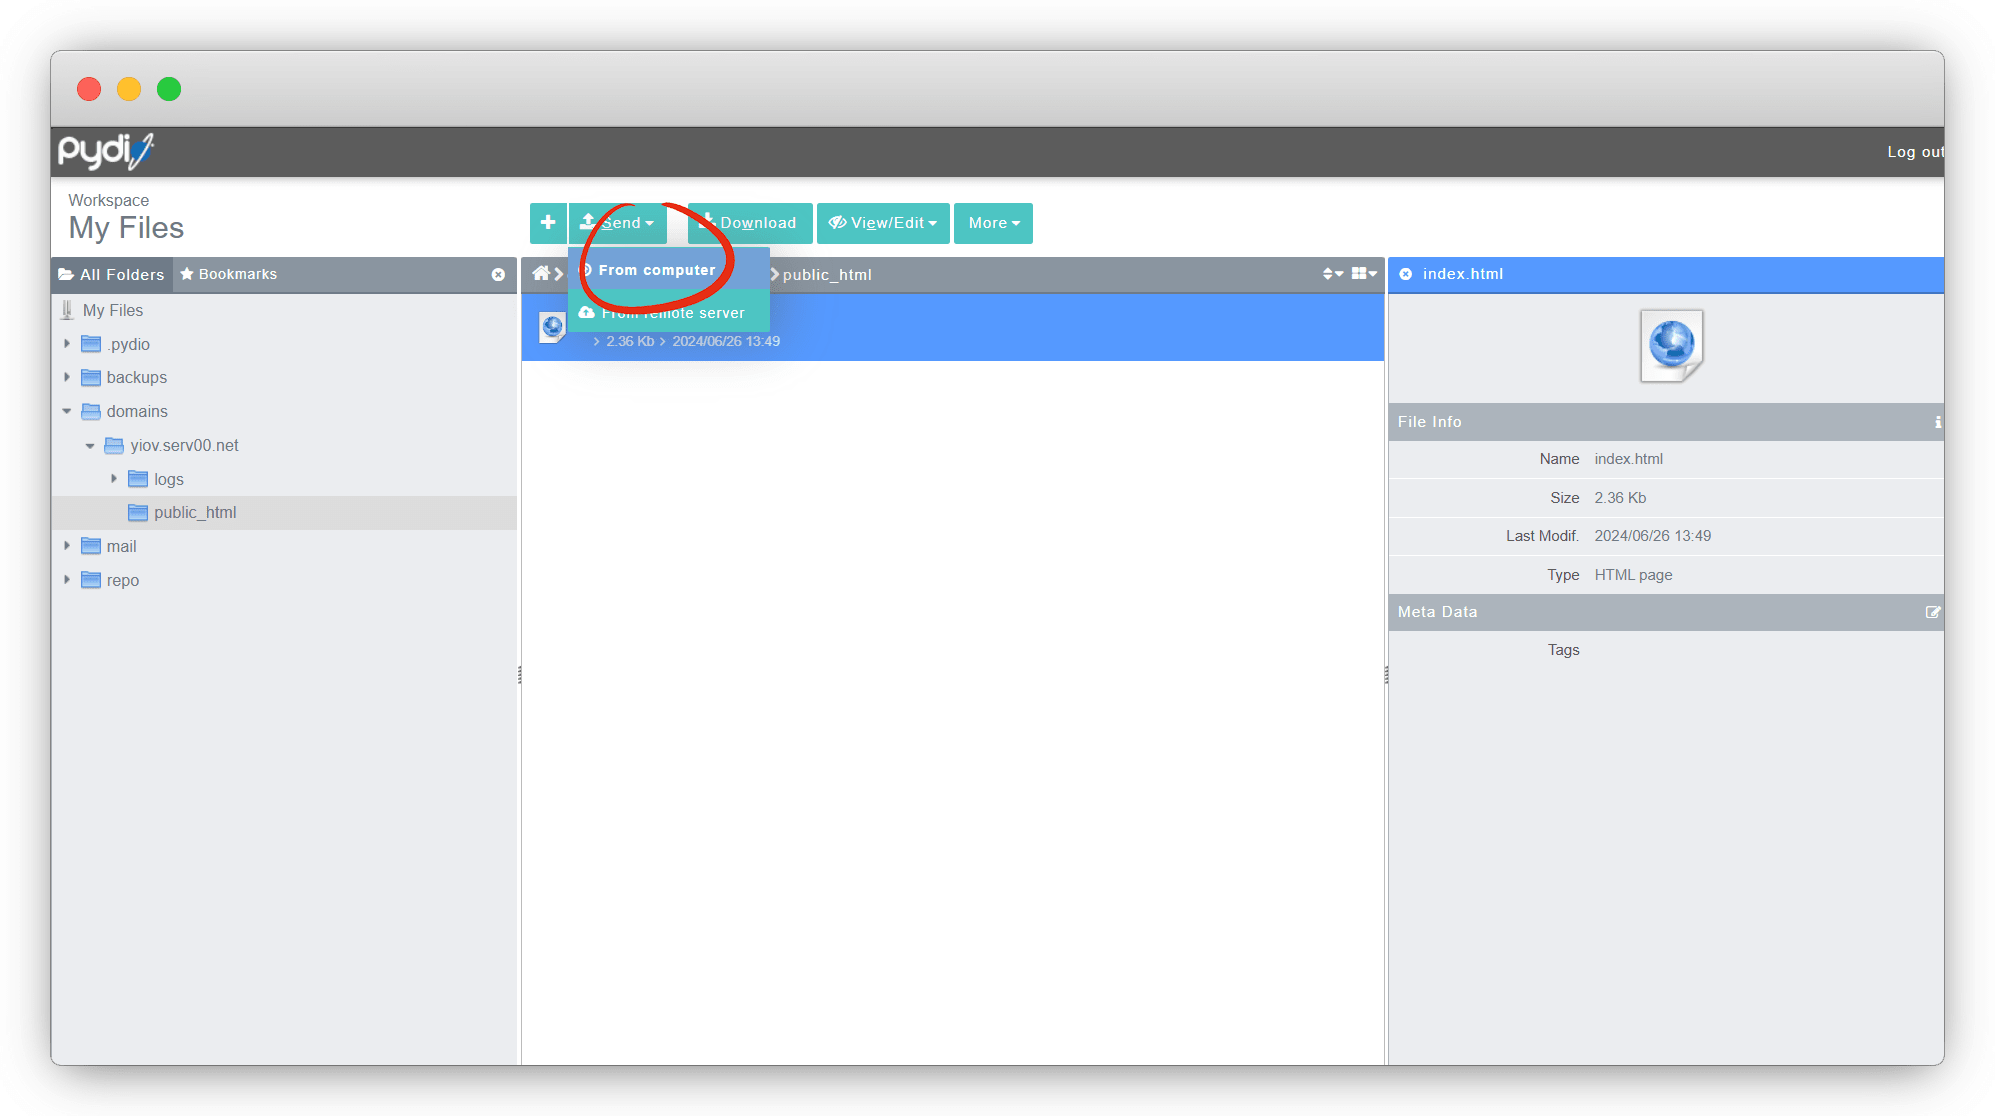 pydio
Log out
Workspace
My Files
Send
Download
View/Edit
More
From computer
From remote server
All Folders
Bookmarks
public_html
index.html
2.36 Kb
2024/06/26 13:49
My Files
.pydio
backups
domains
yiov.serv00.net
logs
public_html
mail
repo
File Info
Name index.html
Size 2.36 Kb
Last Modif. 2024/06/26 13:49
Type HTML page
Meta Data
Tags